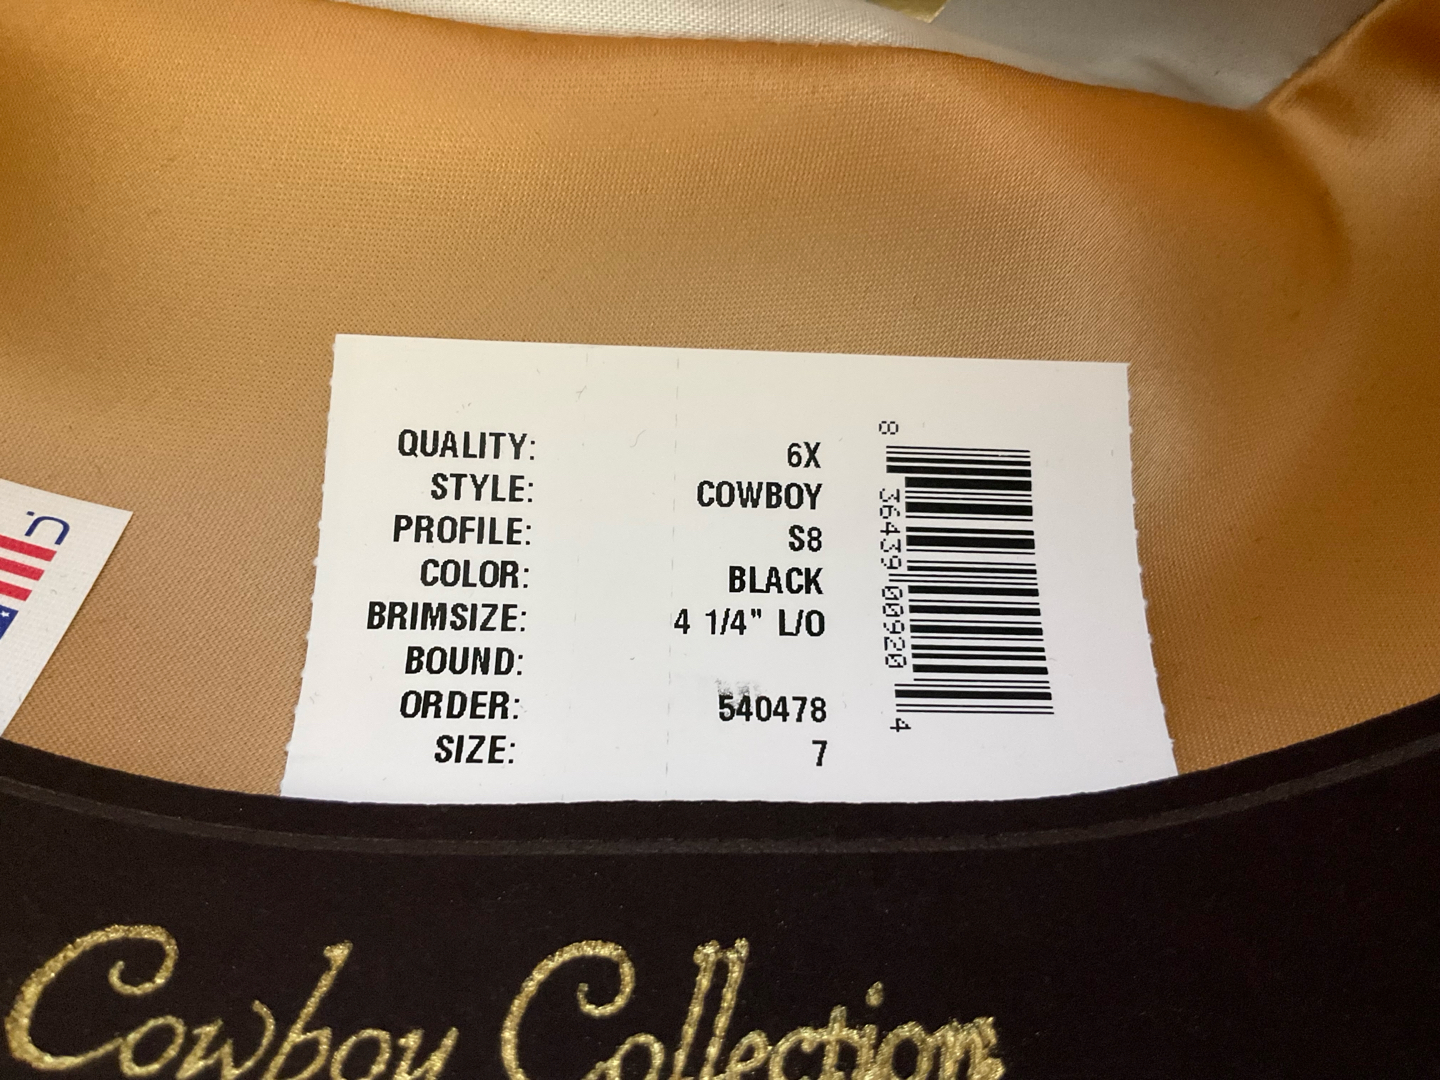 QUALITY: 6X
STYLE: COWBOY
PROFILE: S8
COLOR: BLACK
BRIMSIZE: 4 1/4" L/O
BOUND:
ORDER: 540478
SIZE: 7
8 36439 00920 4
Cowboy Collection